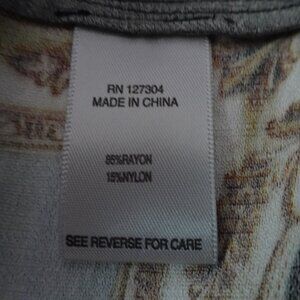 RN 127304
MADE IN CHINA
85%RAYON
15%NYLON
SEE REVERSE FOR CARE